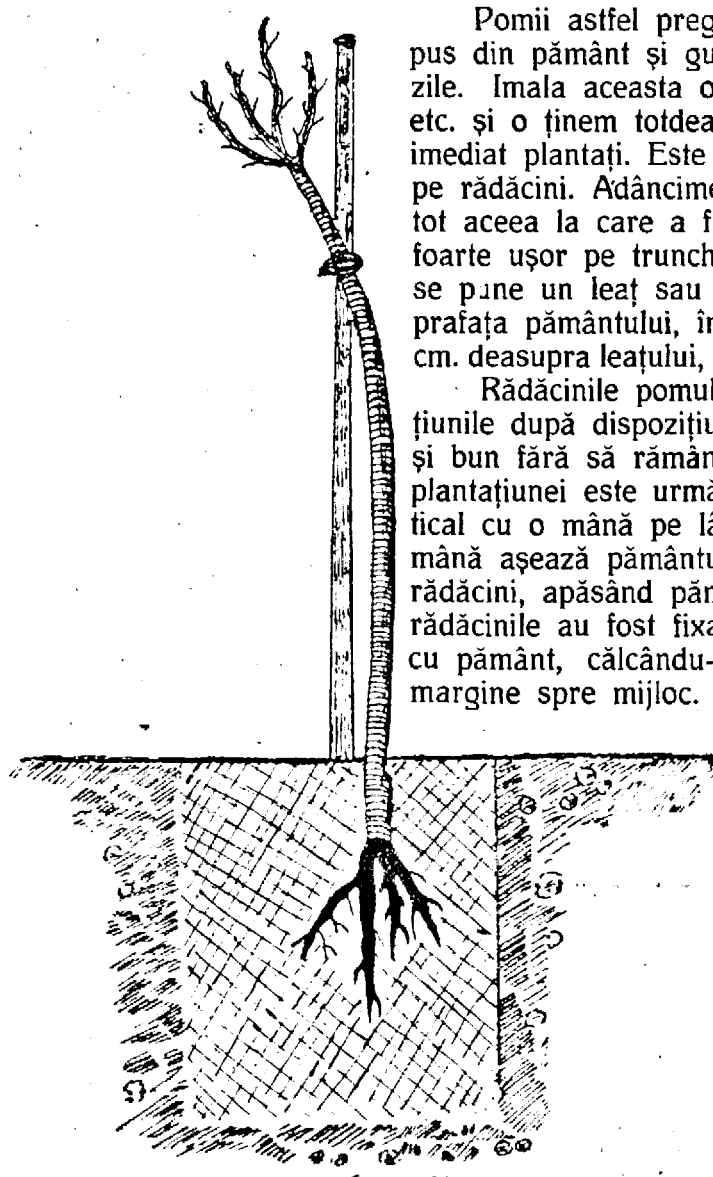 Pomii astfel preg
pus din pământ și gu
zile. Imala aceasta o
etc. și o ținem totdea
imediat plantați. Este
pe rădăcini. Adâncime
tot aceea la care a f
foarte ușor pe trunch
se pune un leaț sau
prafața pământului, în
cm. deasupra leațului,
Rădăcinile pomul
țiunile după dispozițiu
și bun fără să rămân
plantațiunei este urmă
tical cu o mână pe lâ
mână așează pământu
rădăcini, apăsând păr
rădăcinile au fost fixa
cu pământ, călcându-
margine spre mijloc.